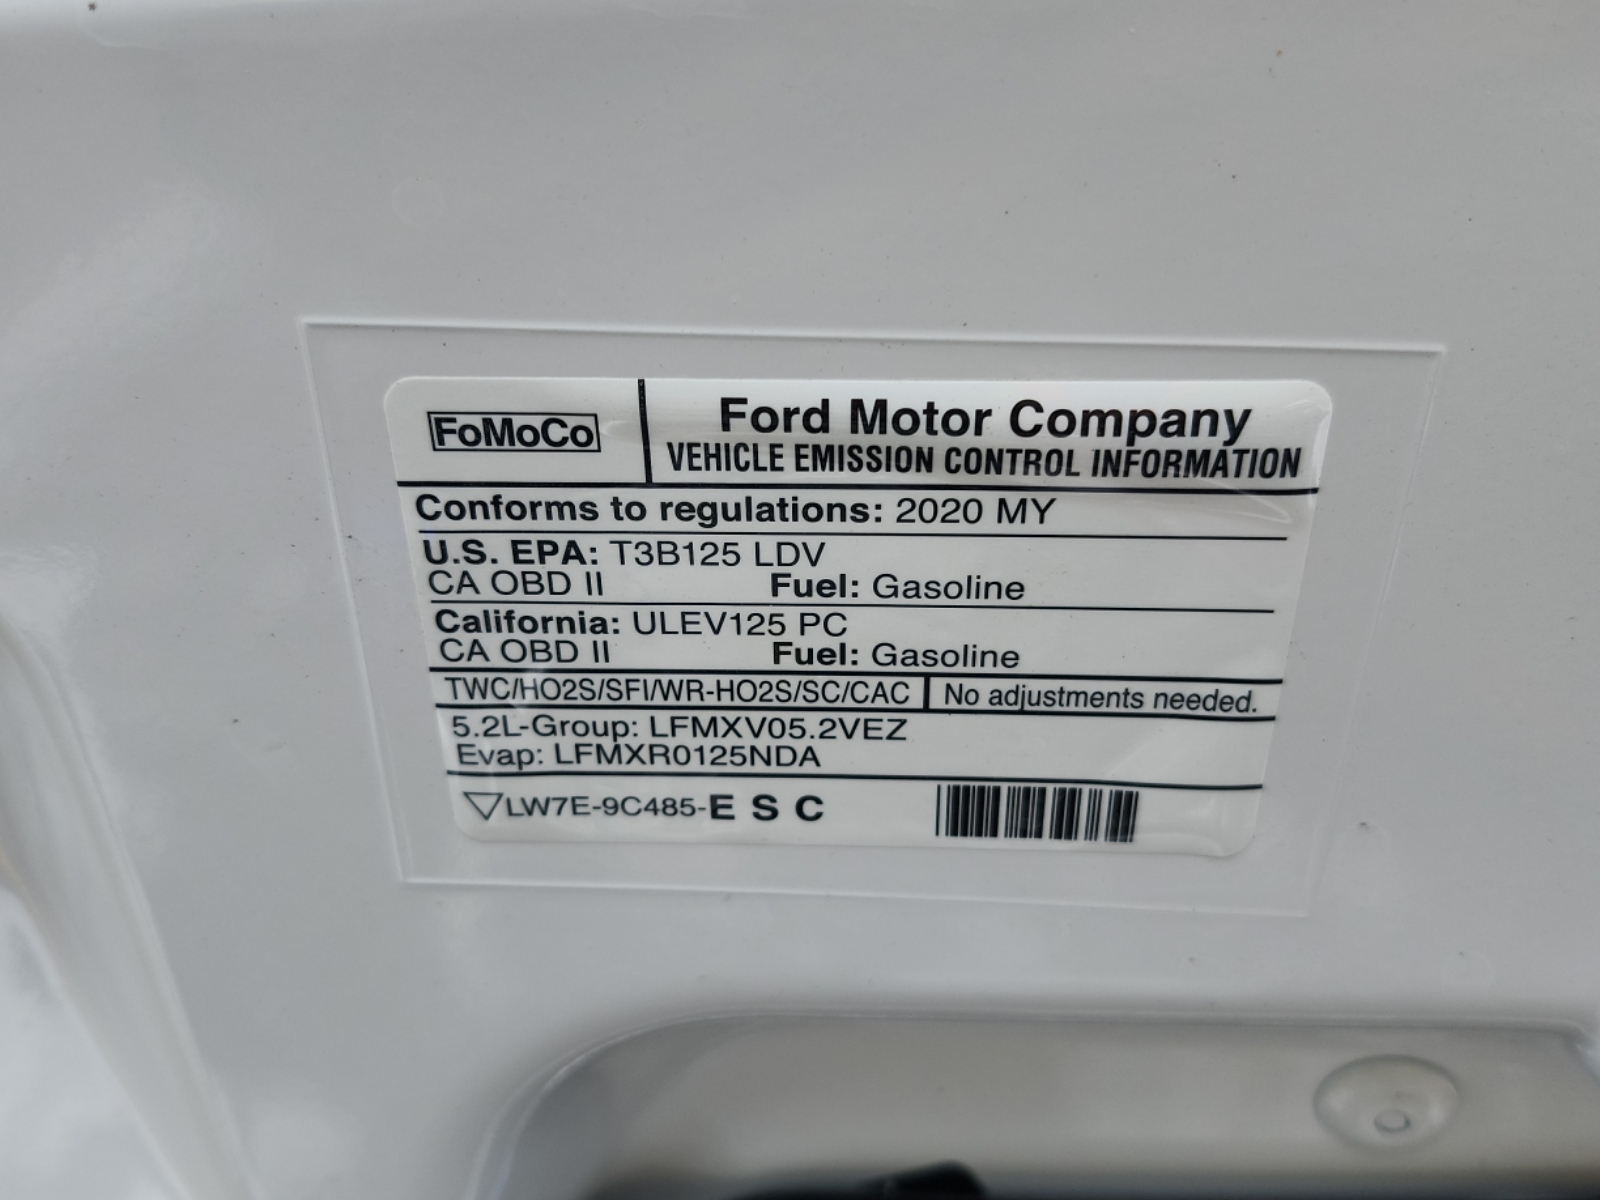 FoMoCo
Ford Motor Company
VEHICLE EMISSION CONTROL INFORMATION
Conforms to regulations: 2020 MY
U.S. EPA: T3B125 LDV
CA OBD II Fuel: Gasoline
California: ULEV125 PC
CA OBD II Fuel: Gasoline
TWC/HO2S/SFI/WR-HO2S/SC/CAC No adjustments needed.
5.2L-Group: LFMXV05.2VEZ
Evap: LFMXR0125NDA
LW7E-9C485-E S C